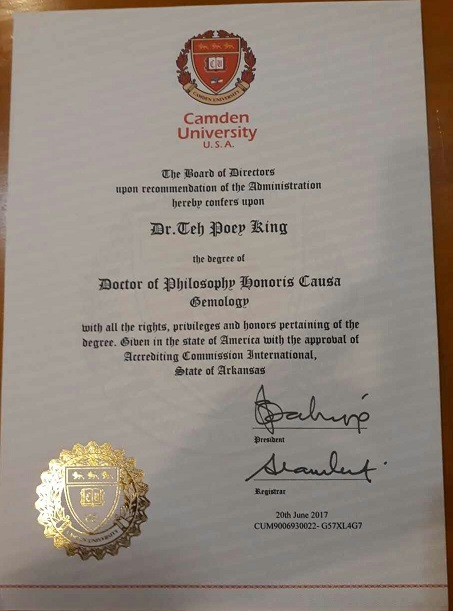 CAMDEN UNIVERSITY
Camden
University
U.S.A.
The Board of Directors
upon recommendation of the Administration
hereby confers upon
Dr.Teh Poey King
the degree of
Doctor of Philosophy Honoris Causa
Gemology
with all the rights, privileges and honors pertaining of the
degree. Given in the state of America with the approval of
Accrediting Commission International,
State of Arkansas
President
Registrar
20th June 2017
CUM9006930022- G57XL4G7